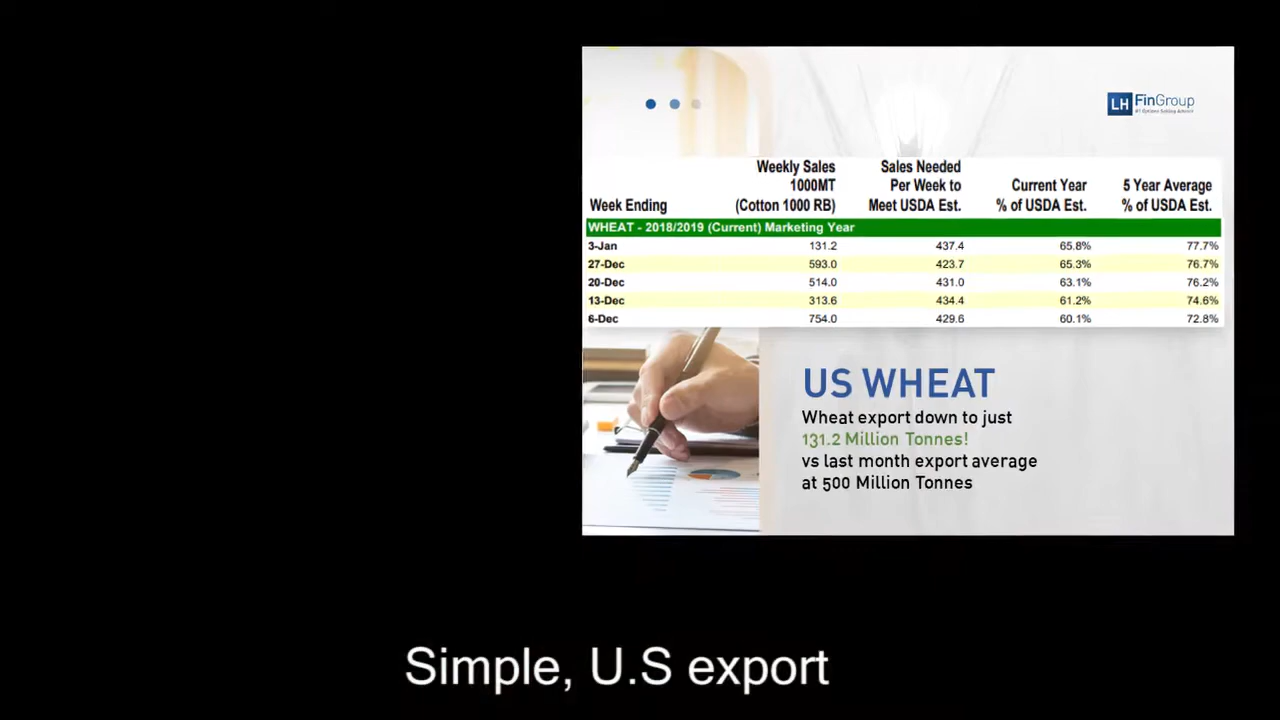 LH FinGroup
#1 Options Selling Advisor
Weekly Sales Sales Needed
1000MT Per Week to Current Year 5 Year Average
Week Ending (Cotton 1000 RB) Meet USDA Est. % of USDA Est. % of USDA Est.
WHEAT - 2018/2019 (Current) Marketing Year
3-Jan 131.2 437.4 65.8% 77.7%
27-Dec 593.0 423.7 65.3% 76.7%
20-Dec 514.0 431.0 63.1% 76.2%
13-Dec 313.6 434.4 61.2% 74.6%
6-Dec 754.0 429.6 60.1% 72.8%
US WHEAT
Wheat export down to just
131.2 Million Tonnes!
vs last month export average
at 500 Million Tonnes
Simple, U.S export